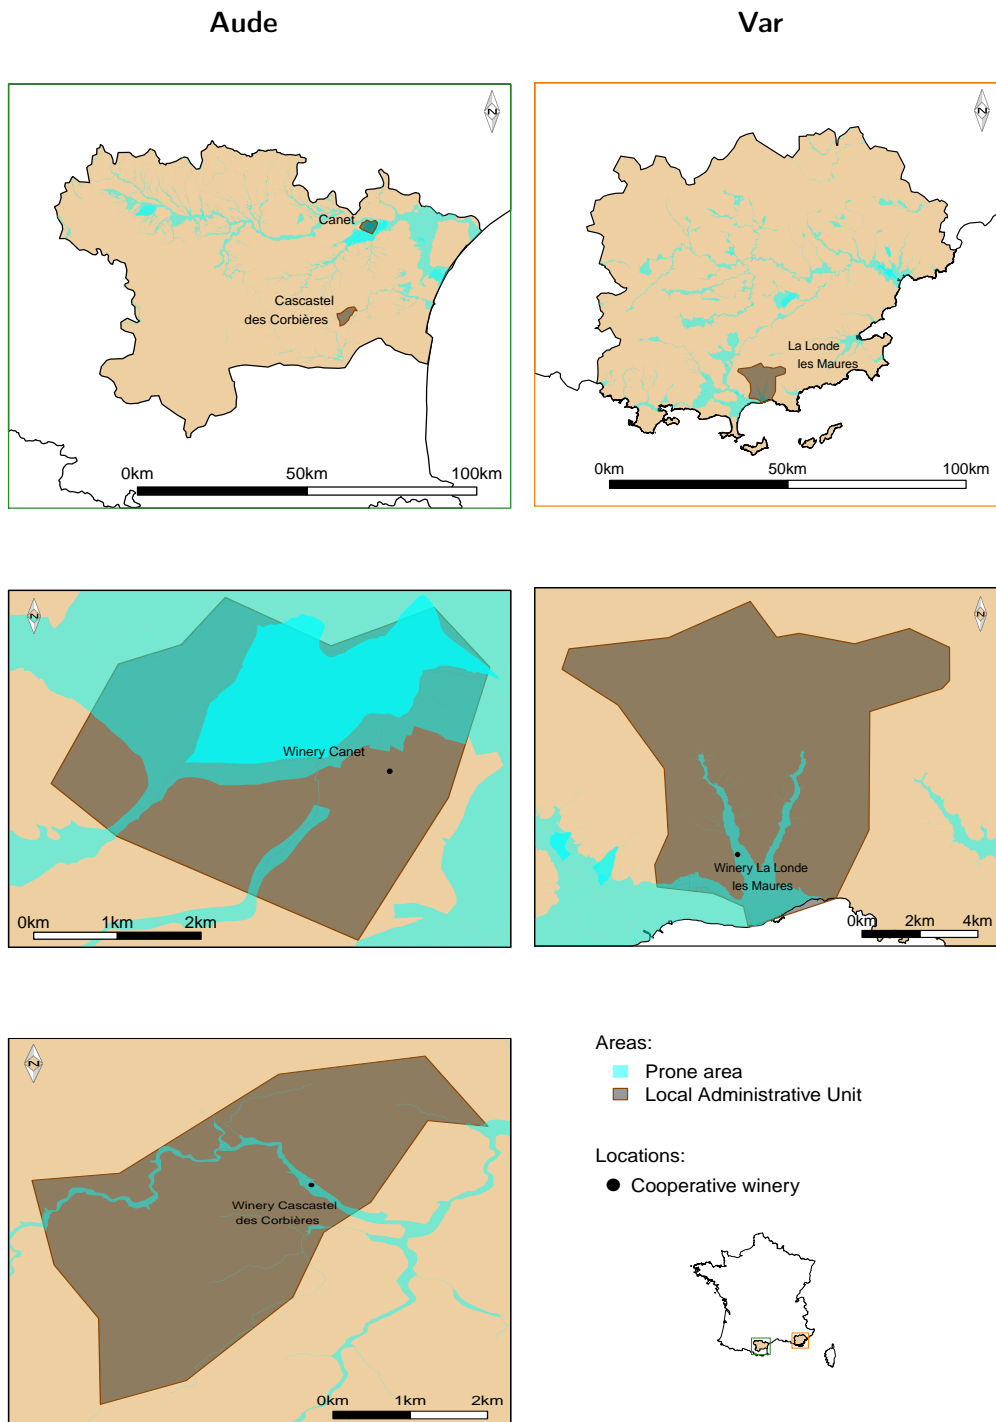 Aude
Var
N
N
Canet
Cascastel
des Corbières
La Londe
les Maures
0km
50km
100km
0km
50km
100km
N
N
Winery Canet
Winery La Londe
les Maures
0km
1km
2km
0km
2km
4km
N
Winery Cascastel
des Corbières
0km
1km
2km
Areas:
Prone area
Local Administrative Unit
Locations:
Cooperative winery